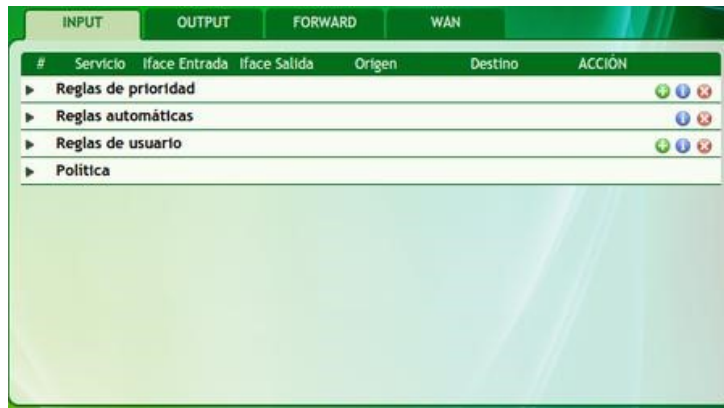 INPUT OUTPUT FORWARD WAN
# Servicio Iface Entrada Iface Salida Origen Destino ACCIÓN
Reglas de prioridad
Reglas automáticas
Reglas de usuario
Política